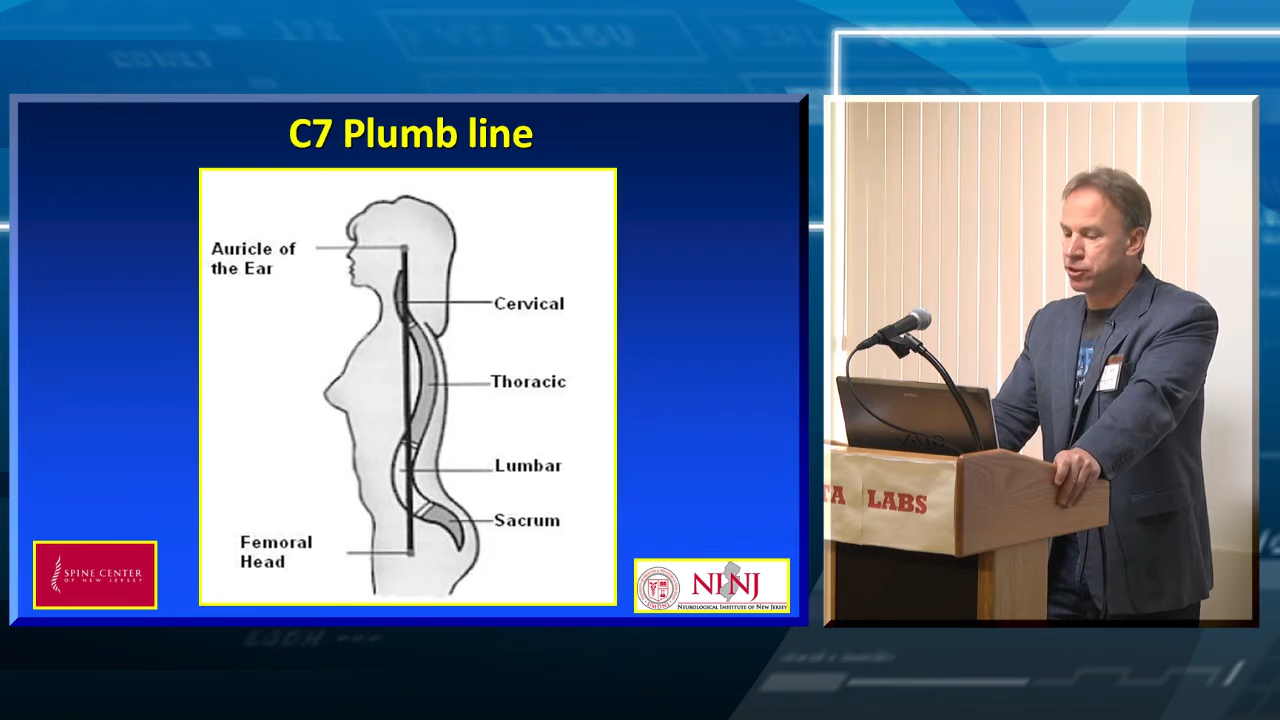 C7 Plumb line
Auricle of
the Ear
Cervical
Thoracic
Lumbar
Sacrum
Femoral
Head
SPINE CENTER
OF NEW JERSEY
NINJ
NEUROLOGICAL INSTITUTE OF NEW JERSEY
TA LABS